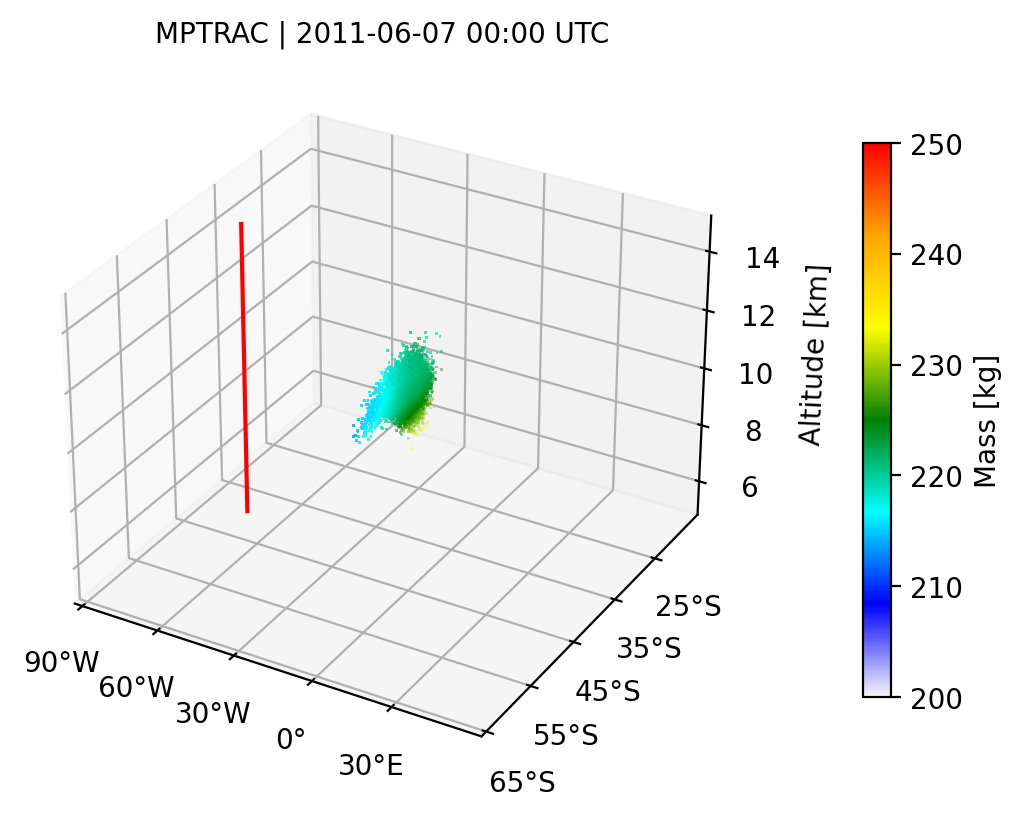 MPTRAC | 2011-06-07 00:00 UTC
250
240
230
220
210
200
Mass [kg]
14
12
10
8
6
Altitude [km]
25°S
35°S
45°S
55°S
65°S
90°W
60°W
30°W
0°
30°E